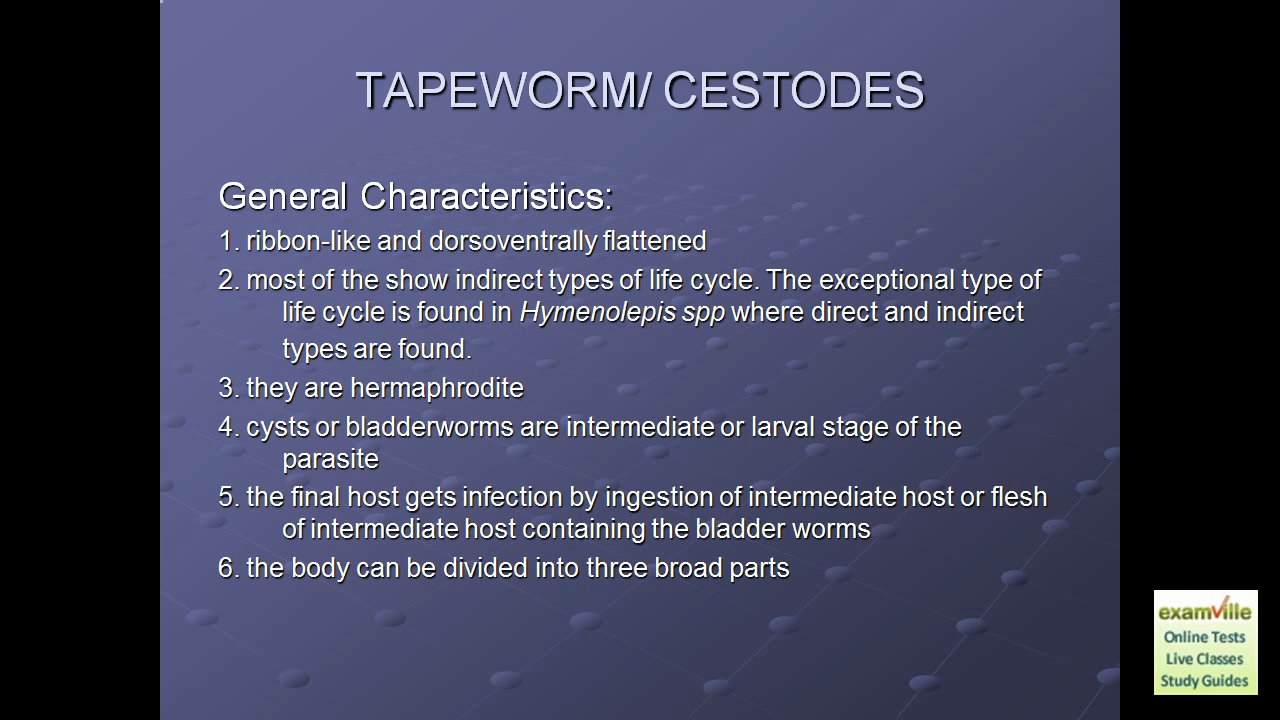 TAPEWORM/ CESTODES
General Characteristics:
1. ribbon-like and dorsoventrally flattened
2. most of the show indirect types of life cycle. The exceptional type of
life cycle is found in Hymenolepis spp where direct and indirect
types are found.
3. they are hermaphrodite
4. cysts or bladderworms are intermediate or larval stage of the
parasite
5. the final host gets infection by ingestion of intermediate host or flesh
of intermediate host containing the bladder worms
6. the body can be divided into three broad parts
examville
Online Tests
Live Classes
Study Guides